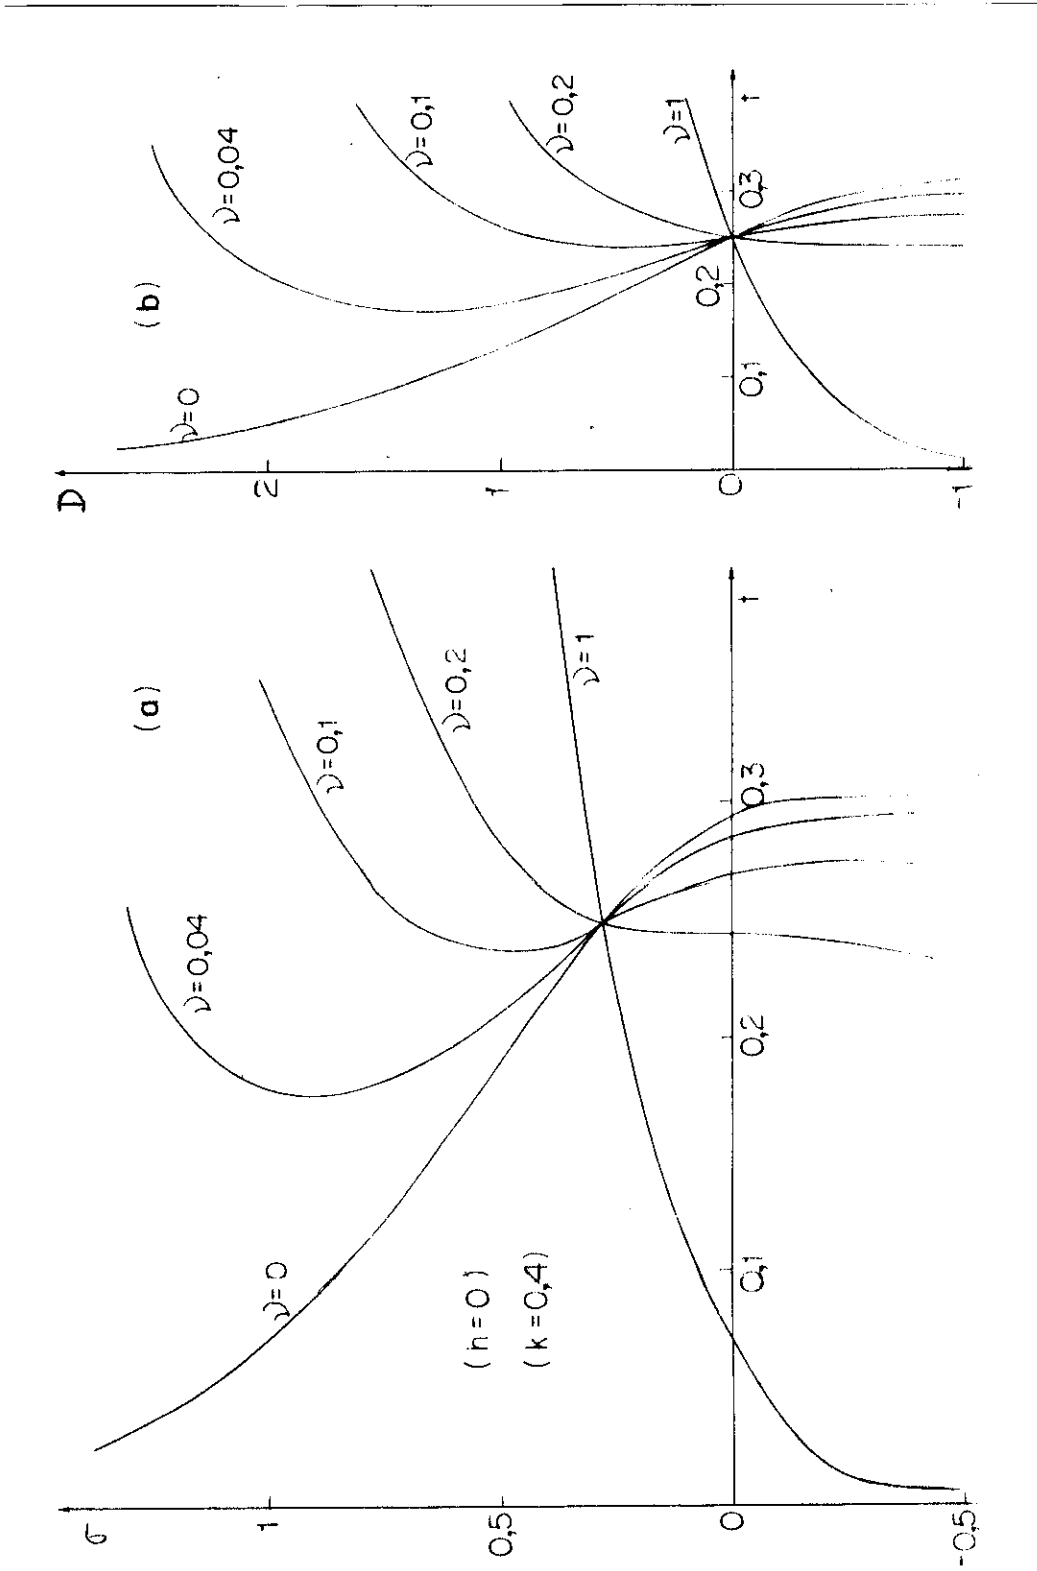 (a)
σ
1
0,5
0
-0,5
0,1
0,2
0,3
t
ν=0
ν=0,04
ν=0,1
ν=0,2
ν=1
(h=0)
(k=0,4)
(b)
D
2
1
0
-1
0,1
0,2
0,3
t
ν=0
ν=0,04
ν=0,1
ν=0,2
ν=1